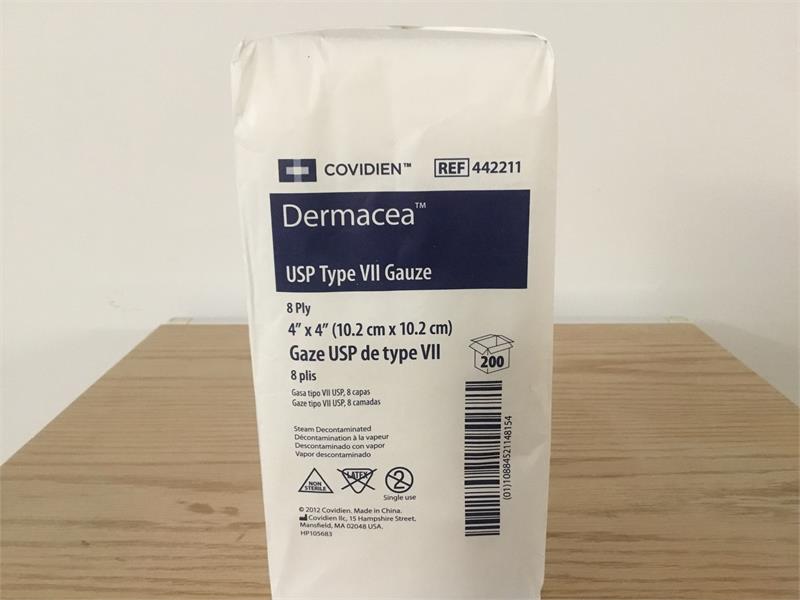 COVIDIEN™
REF 442211
Dermacea™
USP Type VII Gauze
8 Ply
4” x 4” (10.2 cm x 10.2 cm)
Gaze USP de type VII
8 plis
200
Gasa tipo VII USP, 8 capas
Gaze tipo VII USP, 8 camadas
Steam Decontaminated
Décontamination à la vapeur
Descontaminado con vapor
Vapor descontaminado
NON
STERILE
LATEX
2
Single use
© 2012 Covidien. Made in China.
Covidien llc, 15 Hampshire Street,
Mansfield, MA 02048 USA.
HP105683
(01)10884521148154